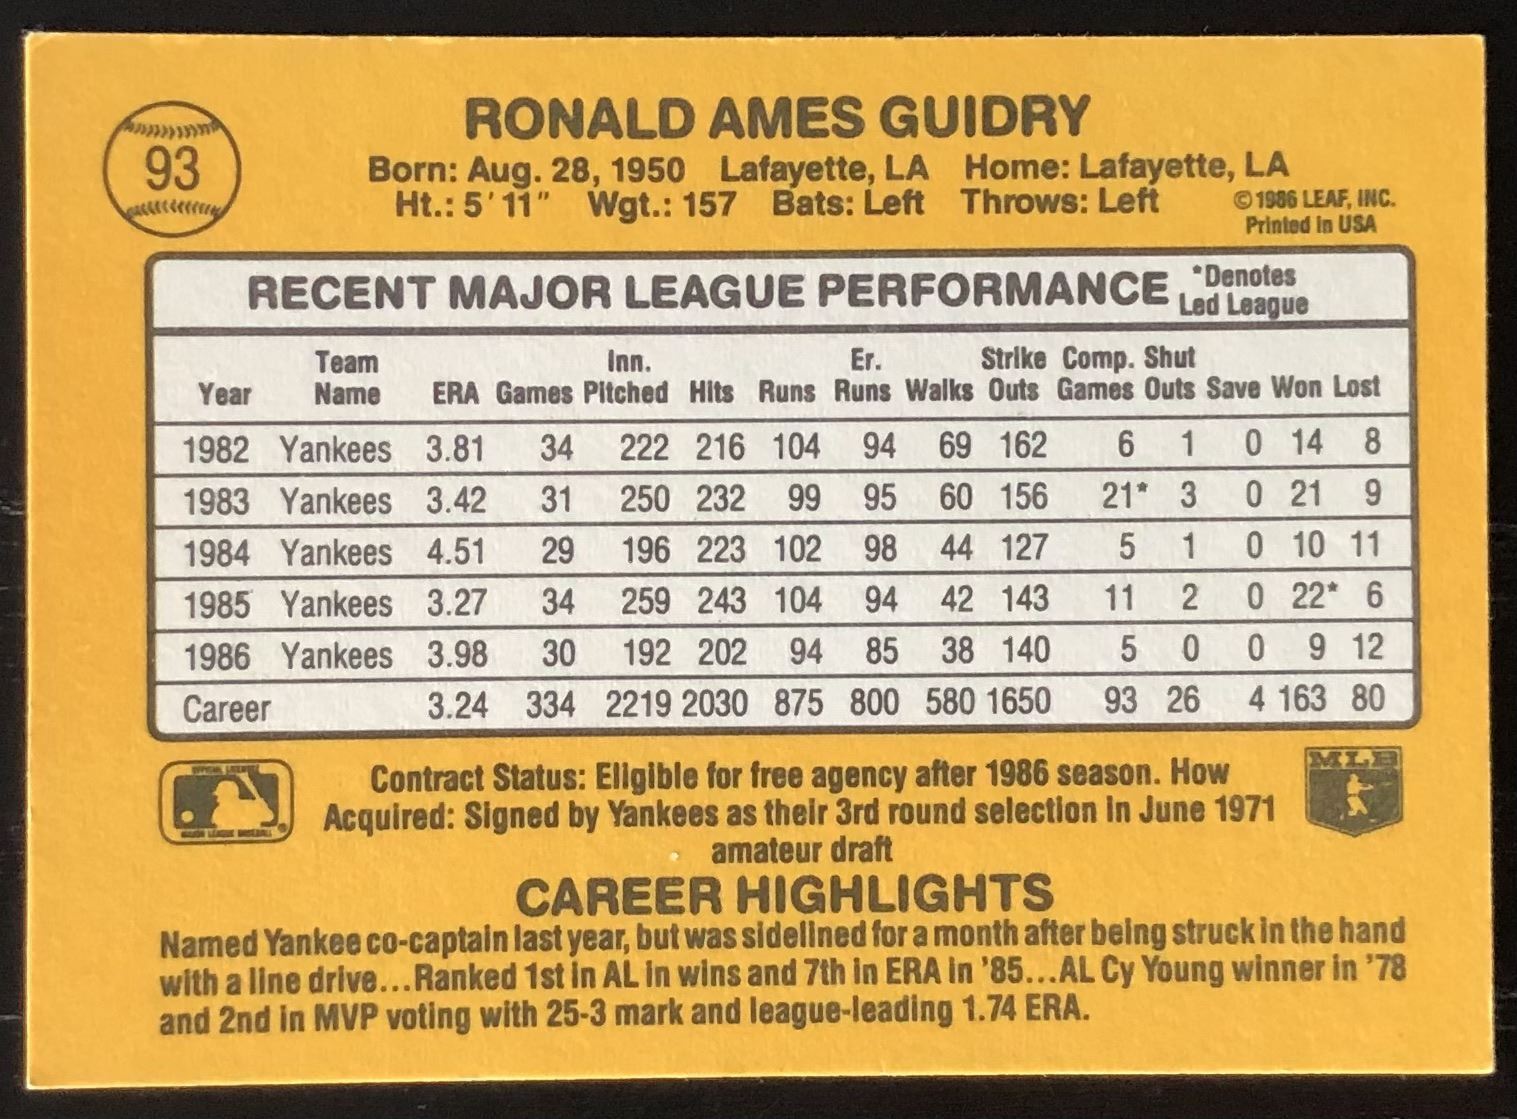 93
RONALD AMES GUIDRY
Born: Aug. 28, 1950 Lafayette, LA Home: Lafayette, LA
Ht.: 5'11" Wgt.: 157 Bats: Left Throws: Left
©1986 LEAF, INC.
Printed in USA
RECENT MAJOR LEAGUE PERFORMANCE *Denotes
Led League
Team Inn. Er. Strike Comp. Shut
Year Name ERA Games Pitched Hits Runs Runs Walks Outs Games Outs Save Won Lost
1982 Yankees 3.81 34 222 216 104 94 69 162 6 1 0 14 8
1983 Yankees 3.42 31 250 232 99 95 60 156 21* 3 0 21 9
1984 Yankees 4.51 29 196 223 102 98 44 127 5 1 0 10 11
1985 Yankees 3.27 34 259 243 104 94 42 143 11 2 0 22* 6
1986 Yankees 3.98 30 192 202 94 85 38 140 5 0 0 9 12
Career 3.24 334 2219 2030 875 800 580 1650 93 26 4 163 80
OFFICIAL LICENSEE
MAJOR LEAGUE BASEBALL
MLB
Contract Status: Eligible for free agency after 1986 season. How
Acquired: Signed by Yankees as their 3rd round selection in June 1971
amateur draft
CAREER HIGHLIGHTS
Named Yankee co-captain last year, but was sidelined for a month after being struck in the hand
with a line drive...Ranked 1st in AL in wins and 7th in ERA in '85...AL Cy Young winner in '78
and 2nd in MVP voting with 25-3 mark and league-leading 1.74 ERA.